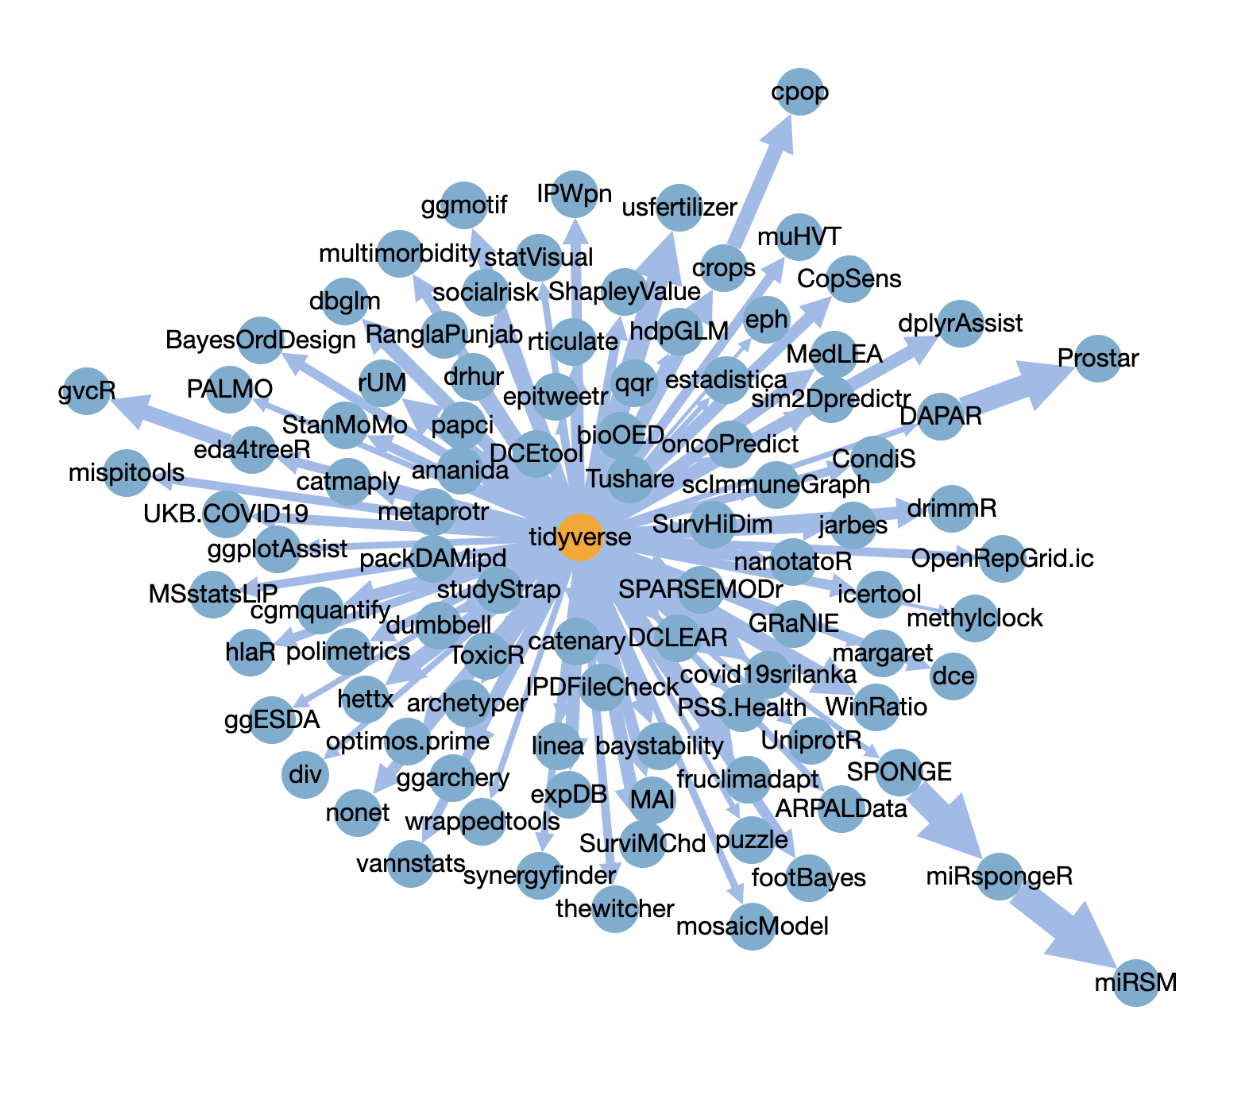 cpop
IPWpn
ggmotif
usfertilizer
muHVT
multimorbidity
statVisual
crops
CopSens
socialrisk
ShapleyValue
dbglm
eph
dplyrAssist
hdpGLM
RanglaPunjab
rticulate
BayesOrdDesign
MedLEA
Prostar
drhur
estadistica
qqr
rUM
PALMO
gvcR
epitweetr
sim2Dpredictr
DAPAR
papci
StanMoMo
bioOED
oncoPredict
eda4treeR
DCEtool
CondiS
amanida
mispitools
Tushare
catmaply
scImmuneGraph
drimmR
metaprotr
UKB.COVID19
SurvHiDim
jarbes
tidyverse
ggplotAssist
packDAMipd
OpenRepGrid.ic
nanotatoR
studyStrap
SPARSEMODr
MSstatsLiP
icertool
cgmquantify
methylclock
GRaNIE
dumbbell
catenary
DCLEAR
hlaR
polimetrics
margaret
ToxicR
covid19srilanka
dce
IPDFileCheck
hettx
archetyper
PSS.Health
WinRatio
ggESDA
optimos.prime
UniprotR
linea
baystability
div
SPONGE
ggarchery
fruclimadapt
expDB
MAI
ARPALData
nonet
wrappedtools
puzzle
SurviMChd
vannstats
synergyfinder
footBayes
miRspongeR
thewitcher
mosaicModel
miRSM